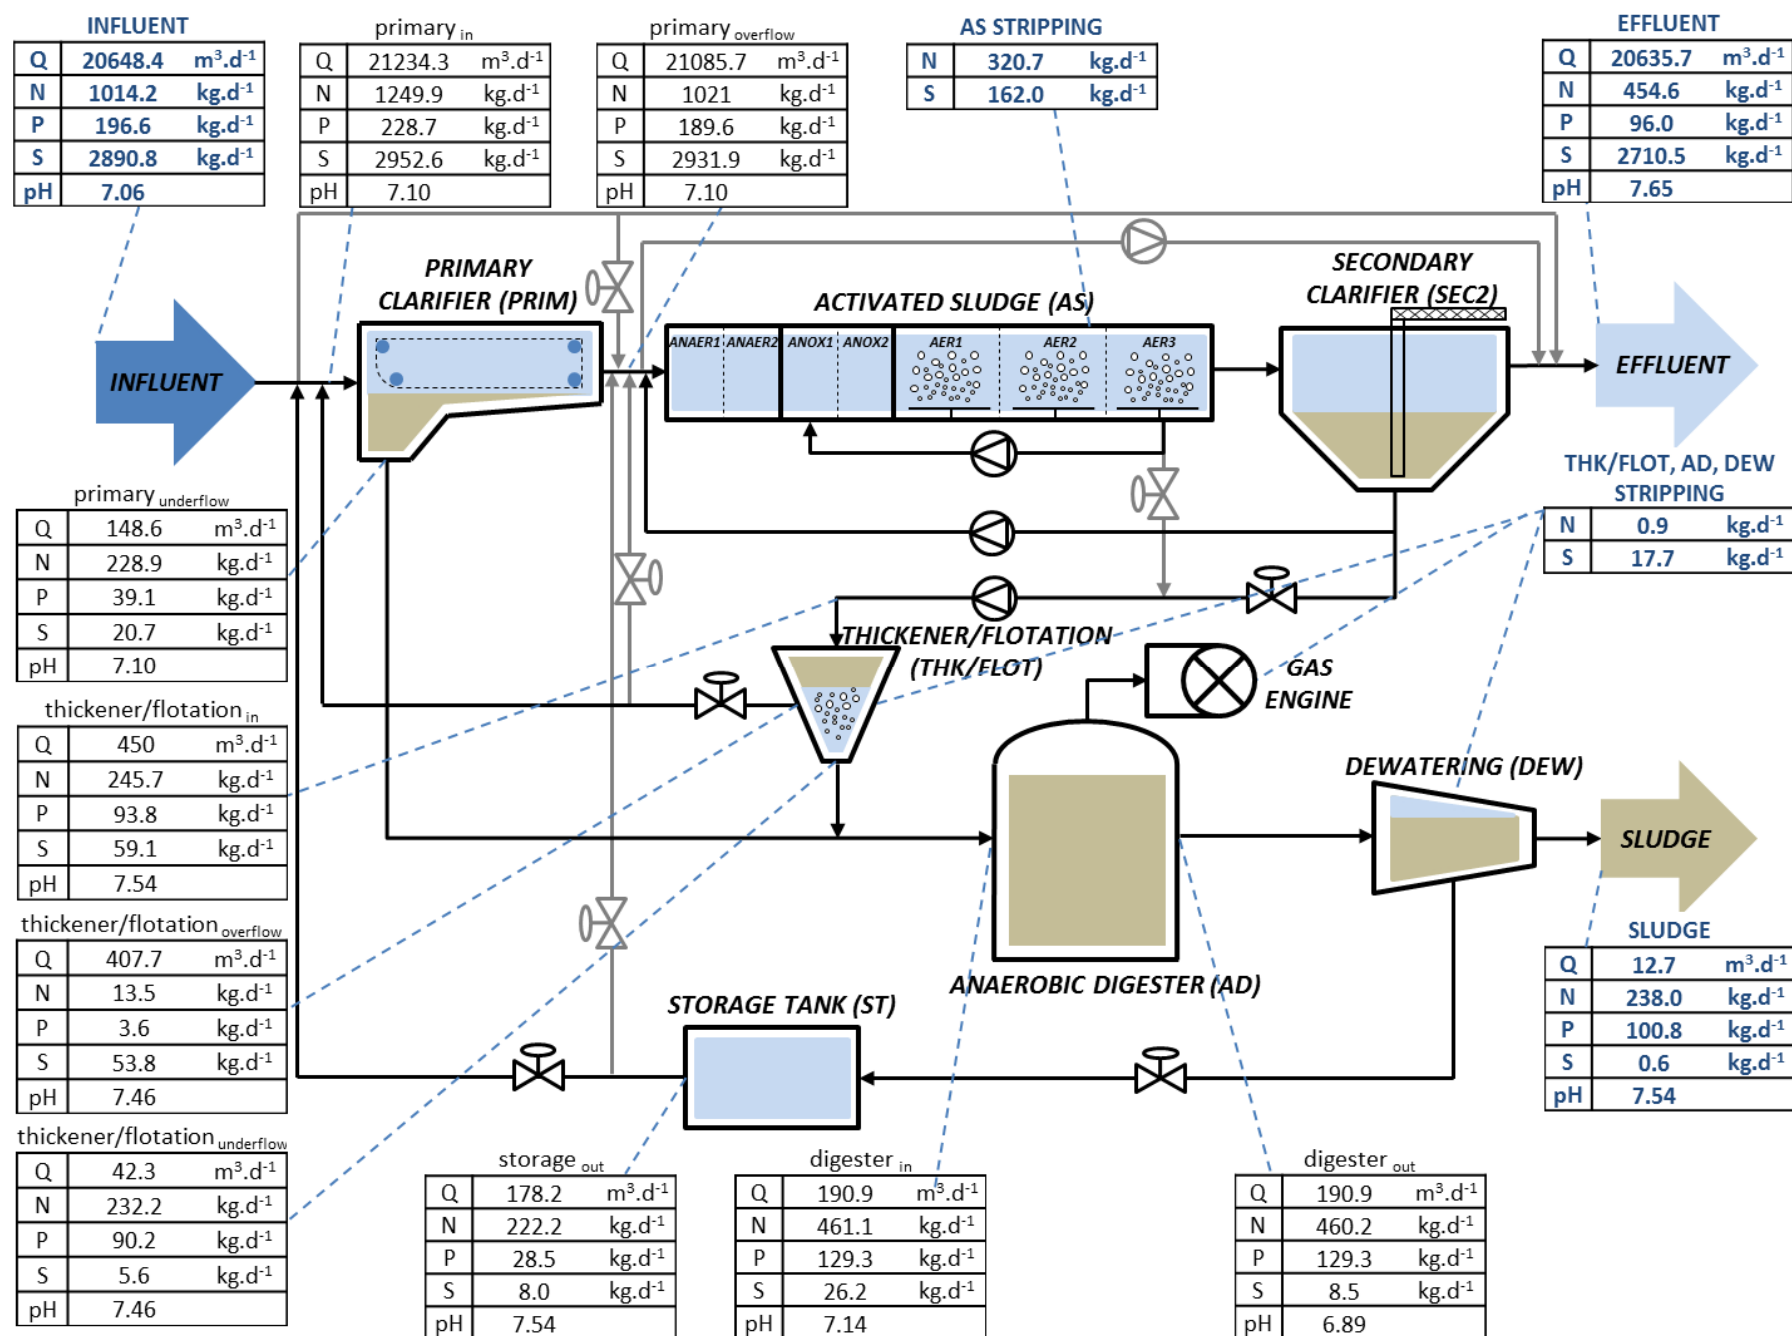 INFLUENT
Q 20648.4 m³.d⁻¹
N 1014.2 kg.d⁻¹
P 196.6 kg.d⁻¹
S 2890.8 kg.d⁻¹
pH 7.06
primary in
Q 21234.3 m³.d⁻¹
N 1249.9 kg.d⁻¹
P 228.7 kg.d⁻¹
S 2952.6 kg.d⁻¹
pH 7.10
primary overflow
Q 21085.7 m³.d⁻¹
N 1021 kg.d⁻¹
P 189.6 kg.d⁻¹
S 2931.9 kg.d⁻¹
pH 7.10
AS STRIPPING
N 320.7 kg.d⁻¹
S 162.0 kg.d⁻¹
EFFLUENT
Q 20635.7 m³.d⁻¹
N 454.6 kg.d⁻¹
P 96.0 kg.d⁻¹
S 2710.5 kg.d⁻¹
pH 7.65
PRIMARY
CLARIFIER (PRIM)
ACTIVATED SLUDGE (AS)
SECONDARY
CLARIFIER (SEC2)
ANAER1 ANAER2 ANOX1 ANOX2 AER1 AER2 AER3
INFLUENT
EFFLUENT
primary underflow
Q 148.6 m³.d⁻¹
N 228.9 kg.d⁻¹
P 39.1 kg.d⁻¹
S 20.7 kg.d⁻¹
pH 7.10
THK/FLOT, AD, DEW
STRIPPING
N 0.9 kg.d⁻¹
S 17.7 kg.d⁻¹
THICKENER/FLOTATION
(THK/FLOT)
GAS
ENGINE
thickener/flotation in
Q 450 m³.d⁻¹
N 245.7 kg.d⁻¹
P 93.8 kg.d⁻¹
S 59.1 kg.d⁻¹
pH 7.54
DEWATERING (DEW)
SLUDGE
thickener/flotation overflow
Q 407.7 m³.d⁻¹
N 13.5 kg.d⁻¹
P 3.6 kg.d⁻¹
S 53.8 kg.d⁻¹
pH 7.46
ANAEROBIC DIGESTER (AD)
STORAGE TANK (ST)
SLUDGE
Q 12.7 m³.d⁻¹
N 238.0 kg.d⁻¹
P 100.8 kg.d⁻¹
S 0.6 kg.d⁻¹
pH 7.54
thickener/flotation underflow
Q 42.3 m³.d⁻¹
N 232.2 kg.d⁻¹
P 90.2 kg.d⁻¹
S 5.6 kg.d⁻¹
pH 7.46
storage out
Q 178.2 m³.d⁻¹
N 222.2 kg.d⁻¹
P 28.5 kg.d⁻¹
S 8.0 kg.d⁻¹
pH 7.54
digester in
Q 190.9 m³.d⁻¹
N 461.1 kg.d⁻¹
P 129.3 kg.d⁻¹
S 26.2 kg.d⁻¹
pH 7.14
digester out
Q 190.9 m³.d⁻¹
N 460.2 kg.d⁻¹
P 129.3 kg.d⁻¹
S 8.5 kg.d⁻¹
pH 6.89